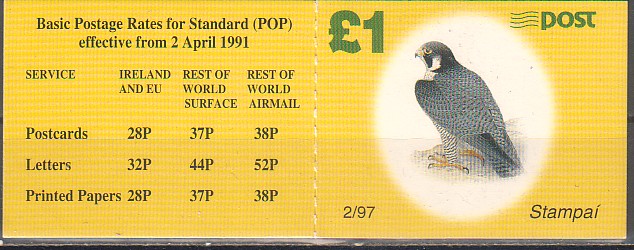 Basic Postage Rates for Standard (POP)
effective from 2 April 1991
SERVICE IRELAND AND EU REST OF WORLD SURFACE REST OF WORLD AIRMAIL
Postcards 28P 37P 38P
Letters 32P 44P 52P
Printed Papers 28P 37P 38P
£1
post
2/97
Stampaí